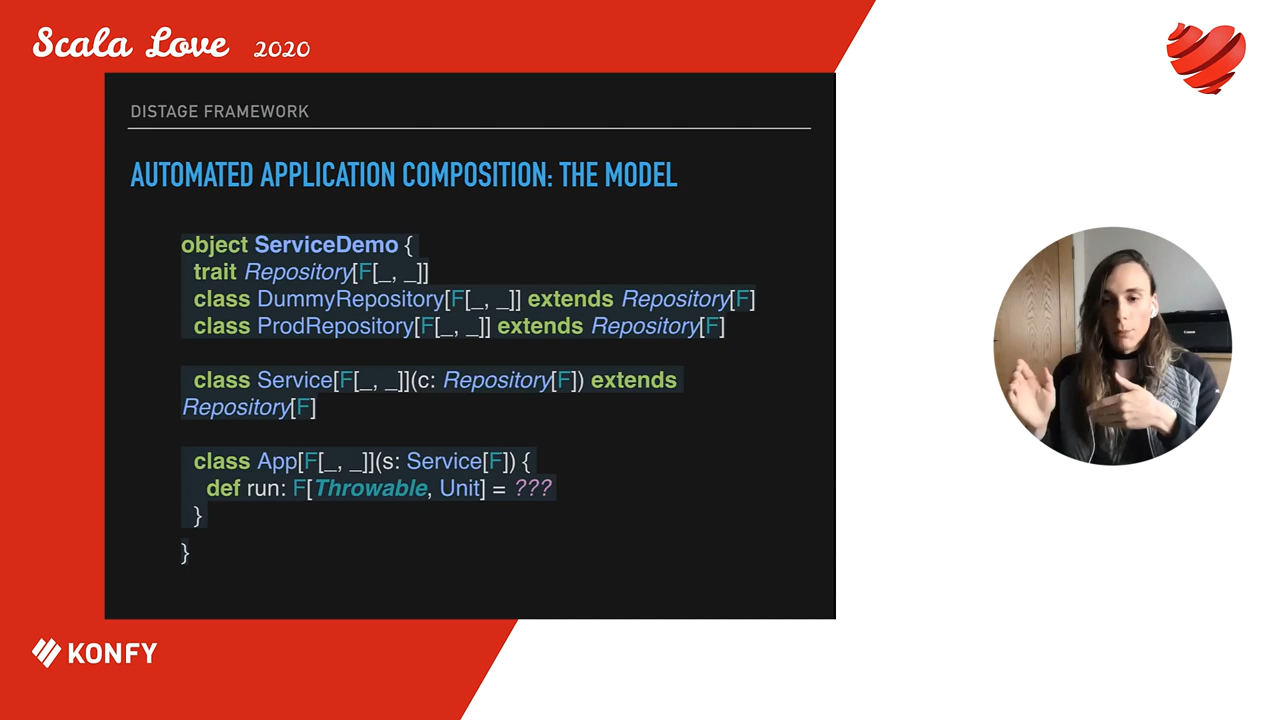 Scala Love 2020
DISTAGE FRAMEWORK
AUTOMATED APPLICATION COMPOSITION: THE MODEL
object ServiceDemo {
trait Repository[F[_, _]]
class DummyRepository[F[_, _]] extends Repository[F]
class ProdRepository[F[_, _]] extends Repository[F]
class Service[F[_, _]](c: Repository[F]) extends
Repository[F]
class App[F[_, _]](s: Service[F]) {
def run: F[Throwable, Unit] = ???
}
}
KONFY
Canon